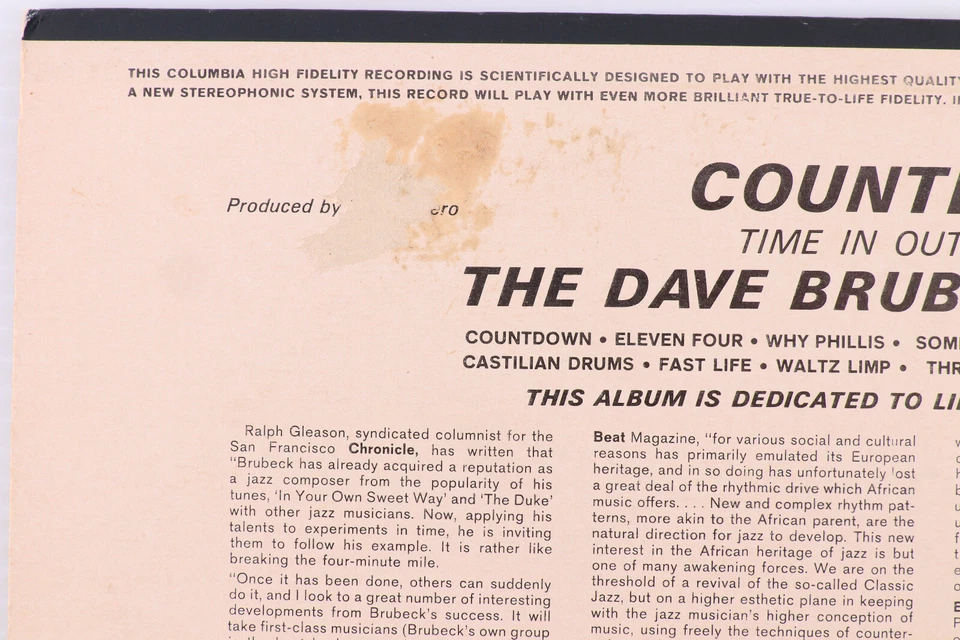 THIS COLUMBIA HIGH FIDELITY RECORDING IS SCIENTIFICALLY DESIGNED TO PLAY WITH THE HIGHEST QUALITY
A NEW STEREOPHONIC SYSTEM, THIS RECORD WILL PLAY WITH EVEN MORE BRILLIANT TRUE-TO-LIFE FIDELITY.
Produced by
COUNT
TIME IN OUT
THE DAVE BRUB
COUNTDOWN • ELEVEN FOUR • WHY PHILLIS • SOM
CASTILIAN DRUMS • FAST LIFE • WALTZ LIMP • THR
THIS ALBUM IS DEDICATED TO LI
Ralph Gleason, syndicated columnist for the
San Francisco Chronicle, has written that
"Brubeck has already acquired a reputation as
a jazz composer from the popularity of his
tunes, 'In Your Own Sweet Way' and 'The Duke'
with other jazz musicians. Now, applying his
talents to experiments in time, he is inviting
them to follow his example. It is rather like
breaking the four-minute mile.
"Once it has been done, others can suddenly
do it, and I look to a great number of interesting
developments from Brubeck's success. It will
take first-class musicians (Brubeck's own group
Beat Magazine, "for various social and cultural
reasons has primarily emulated its European
heritage, and in so doing has unfortunately lost
a great deal of the rhythmic drive which African
music offers. . . . New and complex rhythm pat-
terns, more akin to the African parent, are the
natural direction for jazz to develop. This new
interest in the African heritage of jazz is but
one of many awakening forces. We are on the
threshold of a revival of the so-called Classic
Jazz, but on a higher esthetic plane in keeping
with the jazz musician's higher conception of
music, using freely the techniques of counter-